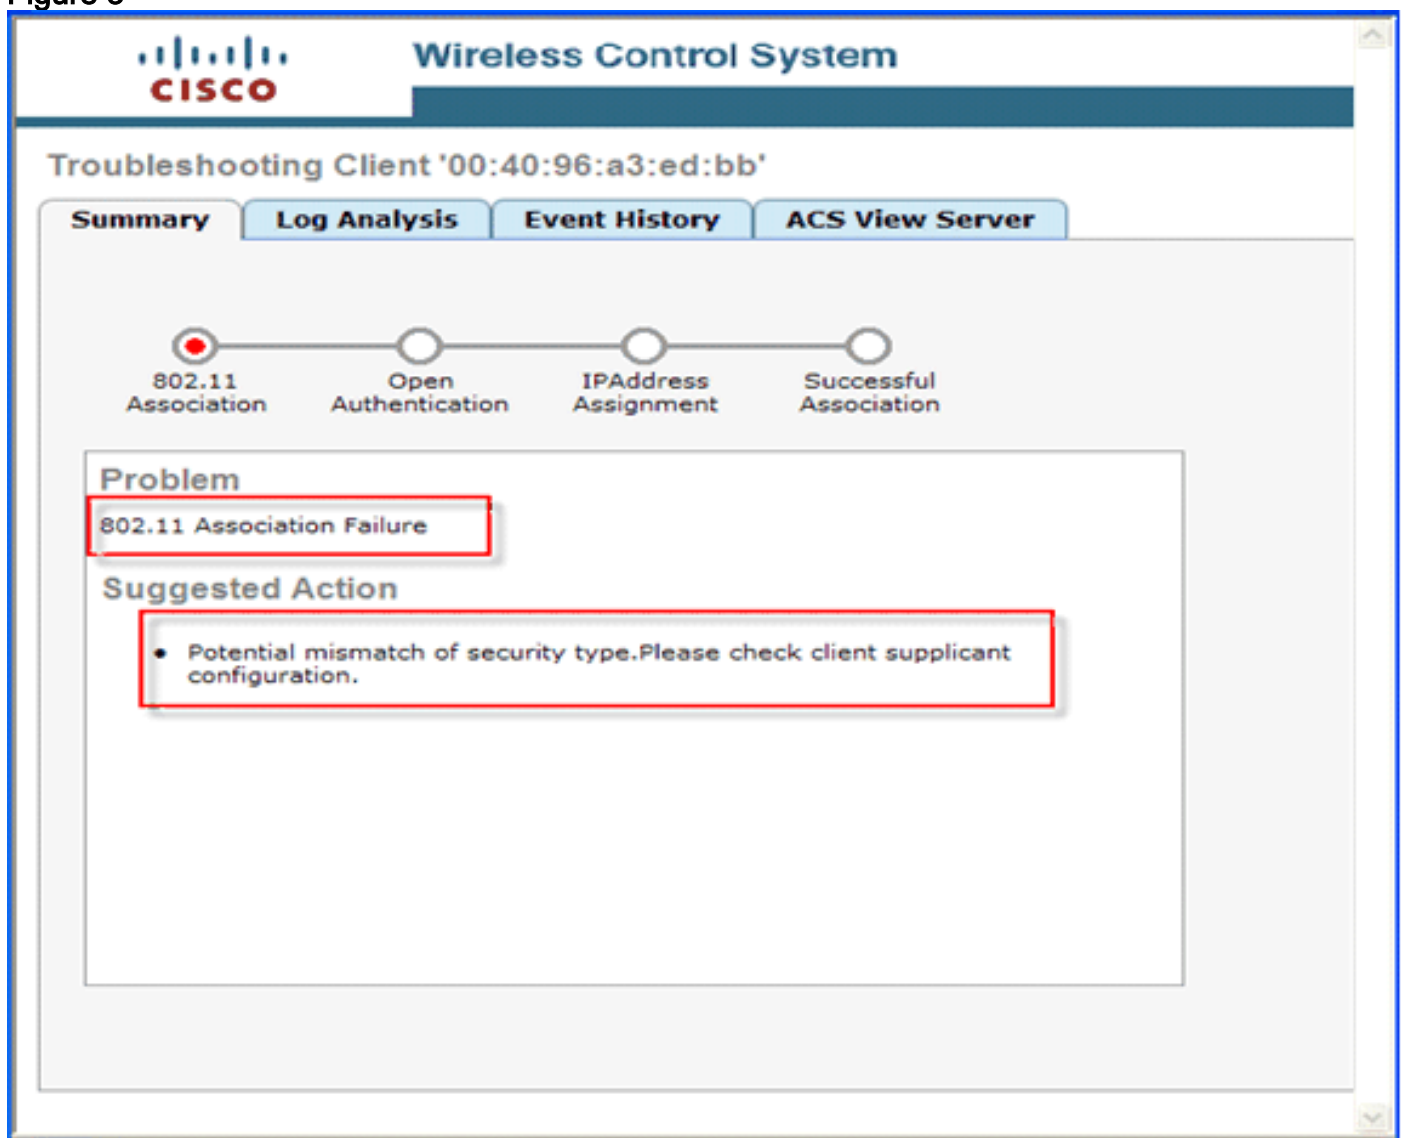 CISCO
Wireless Control System
Troubleshooting Client '00:40:96:a3:ed:bb'
Summary
Log Analysis
Event History
ACS View Server
802.11
Association
Open
Authentication
IPAddress
Assignment
Successful
Association
Problem
802.11 Association Failure
Suggested Action
• Potential mismatch of security type.Please check client supplicant
configuration.